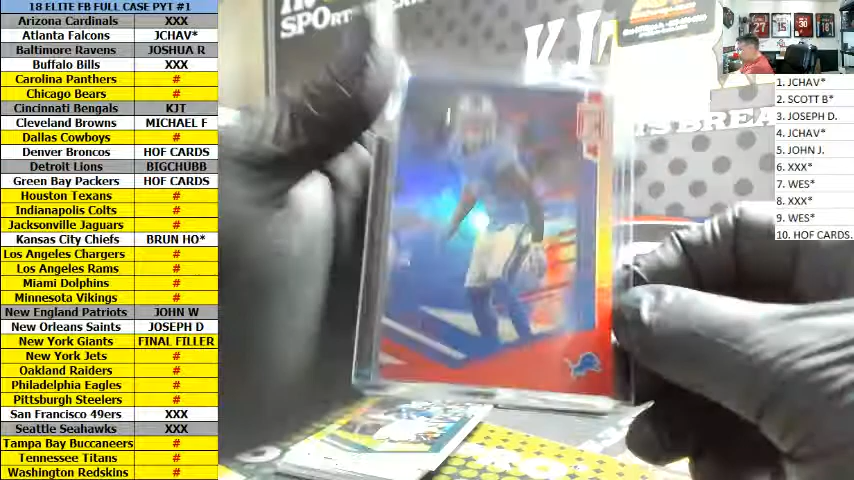 18 ELITE FB FULL CASE PYT #1
Arizona Cardinals XXX
Atlanta Falcons JCHAV*
Baltimore Ravens JOSHUA R
Buffalo Bills XXX
Carolina Panthers #
Chicago Bears #
Cincinnati Bengals KJT
Cleveland Browns MICHAEL F
Dallas Cowboys #
Denver Broncos HOF CARDS
Detroit Lions BIGCHUBB
Green Bay Packers HOF CARDS
Houston Texans #
Indianapolis Colts #
Jacksonville Jaguars #
Kansas City Chiefs BRUN HO*
Los Angeles Chargers #
Los Angeles Rams #
Miami Dolphins #
Minnesota Vikings #
New England Patriots JOHN W
New Orleans Saints JOSEPH D
New York Giants FINAL FILLER
New York Jets #
Oakland Raiders #
Philadelphia Eagles #
Pittsburgh Steelers #
San Francisco 49ers XXX
Seattle Seahawks XXX
Tampa Bay Buccaneers #
Tennessee Titans #
Washington Redskins #
1. JCHAV*
2. SCOTT B*
3. JOSEPH D.
4. JCHAV*
5. JOHN J.
6. XXX*
7. WES*
8. XXX*
9. WES*
10. HOF CARDS.